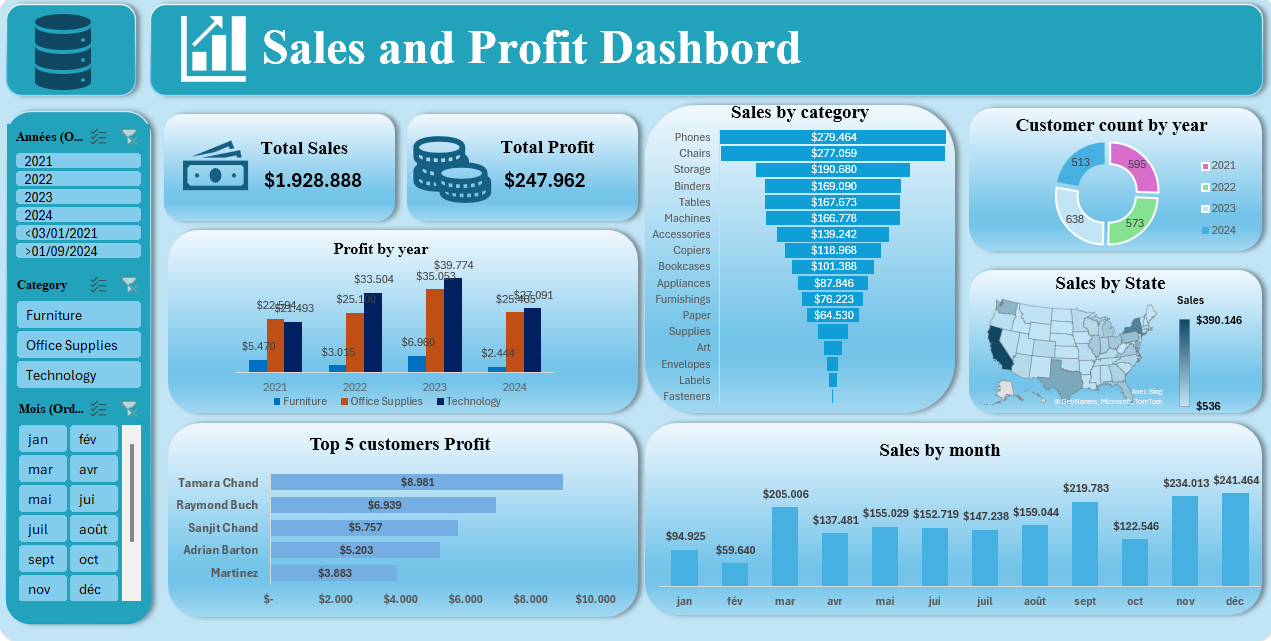 Sales and Profit Dashbord
Années (O...
2021
2022
2023
2024
<03/01/2021
>01/09/2024
Category
Furniture
Office Supplies
Technology
Mois (Ord...
jan fév
mar avr
mai jui
juil août
sept oct
nov déc
Total Sales
$1.928.888
Total Profit
$247.962
Profit by year
$5.470 $22.594 $21.493
$3.015 $25.100 $33.504
$6.960 $35.053 $39.774
$2.444 $25.465 $27.091
2021 2022 2023 2024
Furniture Office Supplies Technology
Sales by category
Phones $279.464
Chairs $277.059
Storage $190.680
Binders $169.090
Tables $167.673
Machines $166.778
Accessories $139.242
Copiers $118.968
Bookcases $101.388
Appliances $87.846
Furnishings $76.223
Paper $64.530
Supplies
Art
Envelopes
Labels
Fasteners
Customer count by year
513 595
638 573
2021
2022
2023
2024
Sales by State
Sales
$390.146
$536
Avec Bing
© GeoNames, Microsoft, TomTom
Top 5 customers Profit
Tamara Chand $8.981
Raymond Buch $6.939
Sanjit Chand $5.757
Adrian Barton $5.203
Martinez $3.883
$- $2.000 $4.000 $6.000 $8.000 $10.000
Sales by month
$94.925 $59.640 $205.006 $137.481 $155.029 $152.719 $147.238 $159.044 $219.783 $122.546 $234.013 $241.464
jan fév mar avr mai jui juil août sept oct nov déc